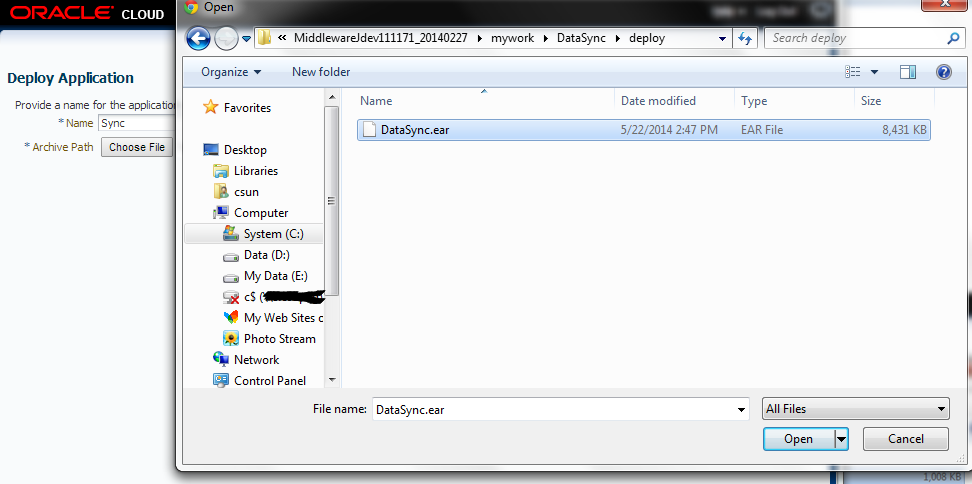 ORACLE CLOUD
Open
Log Out
« MiddlewareJdev111171_20140227 mywork DataSync deploy
Search deploy
Organize New folder
Deploy Application
Provide a name for the application
* Name Sync
* Archive Path Choose File
Favorites
Desktop
Libraries
csun
Computer
System (C:)
Data (D:)
My Data (E:)
c$ (
My Web Sites c
Photo Stream
Network
Control Panel
Name Date modified Type Size
DataSync.ear 5/22/2014 2:47 PM EAR File 8,431 KB
File name: DataSync.ear All Files
Open Cancel
1,008 KB